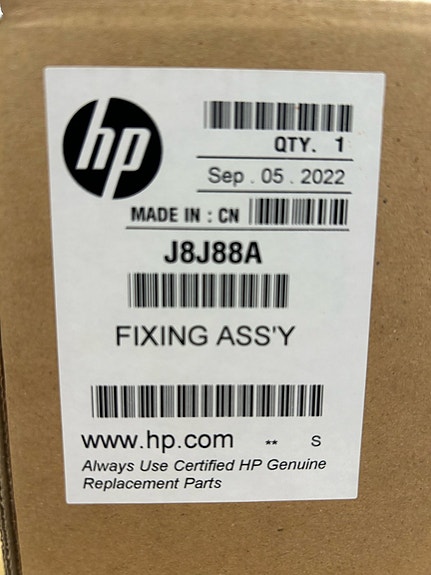 hp
QTY. 1
Sep . 05 . 2022
MADE IN : CN
J8J88A
FIXING ASS'Y
www.hp.com ** S
Always Use Certified HP Genuine
Replacement Parts